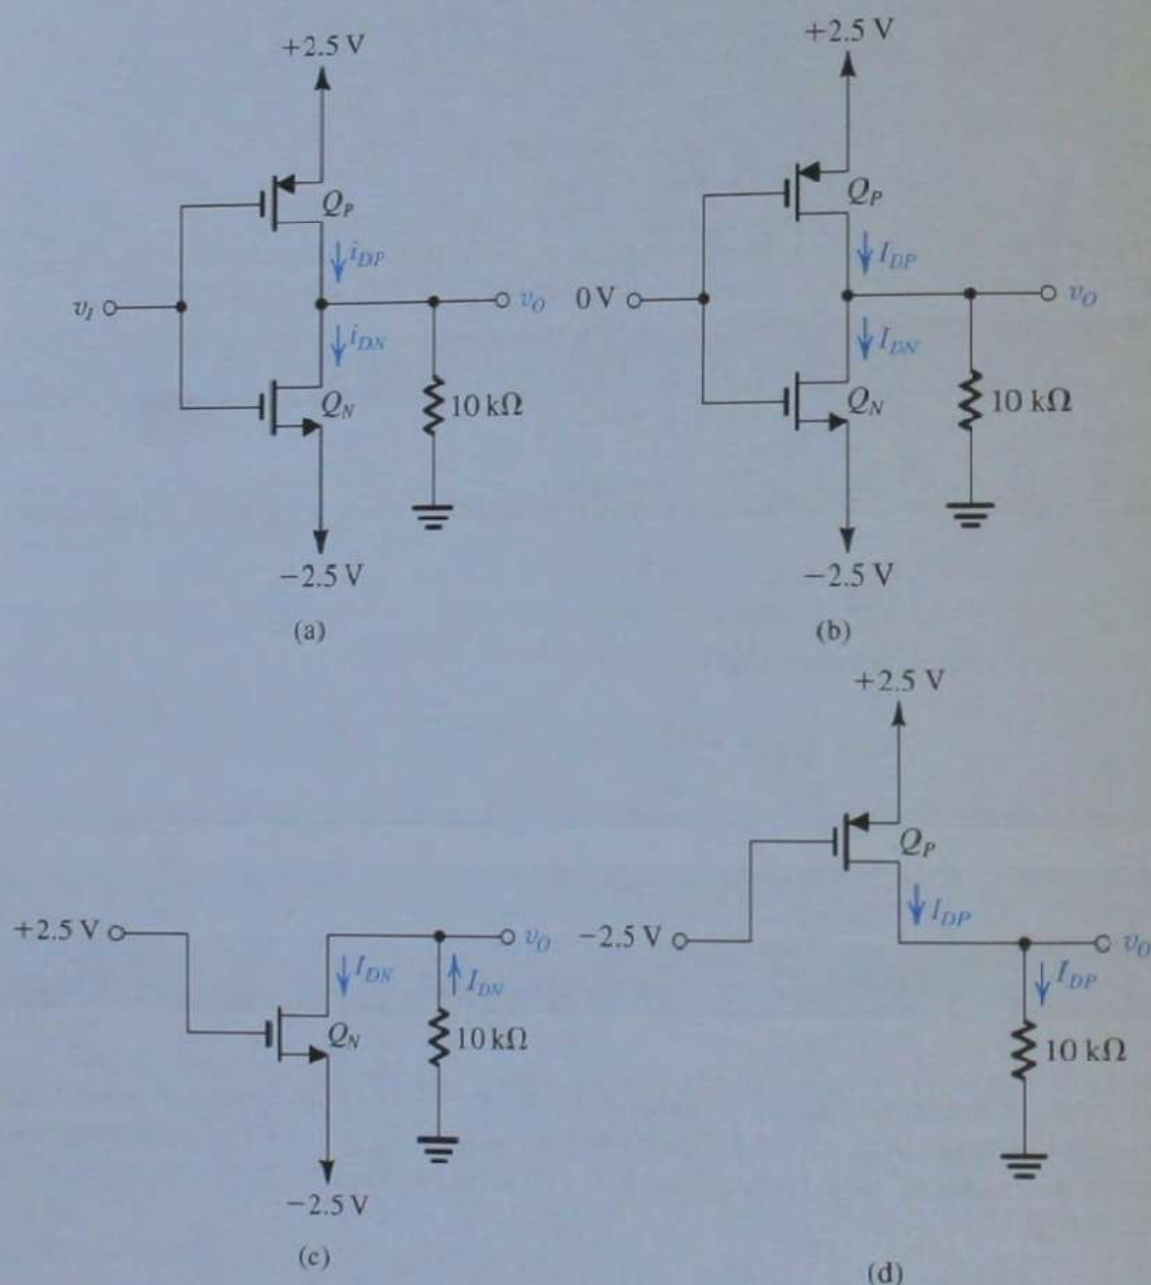 +2.5 V
Q_P
i_DP
v_I
v_O
i_DN
Q_N
10 kΩ
−2.5 V
(a)
+2.5 V
Q_P
I_DP
0 V
v_O
I_DN
Q_N
10 kΩ
−2.5 V
(b)
+2.5 V
v_O
I_DN
I_DN
Q_N
10 kΩ
−2.5 V
(c)
+2.5 V
Q_P
I_DP
−2.5 V
v_O
I_DP
10 kΩ
(d)